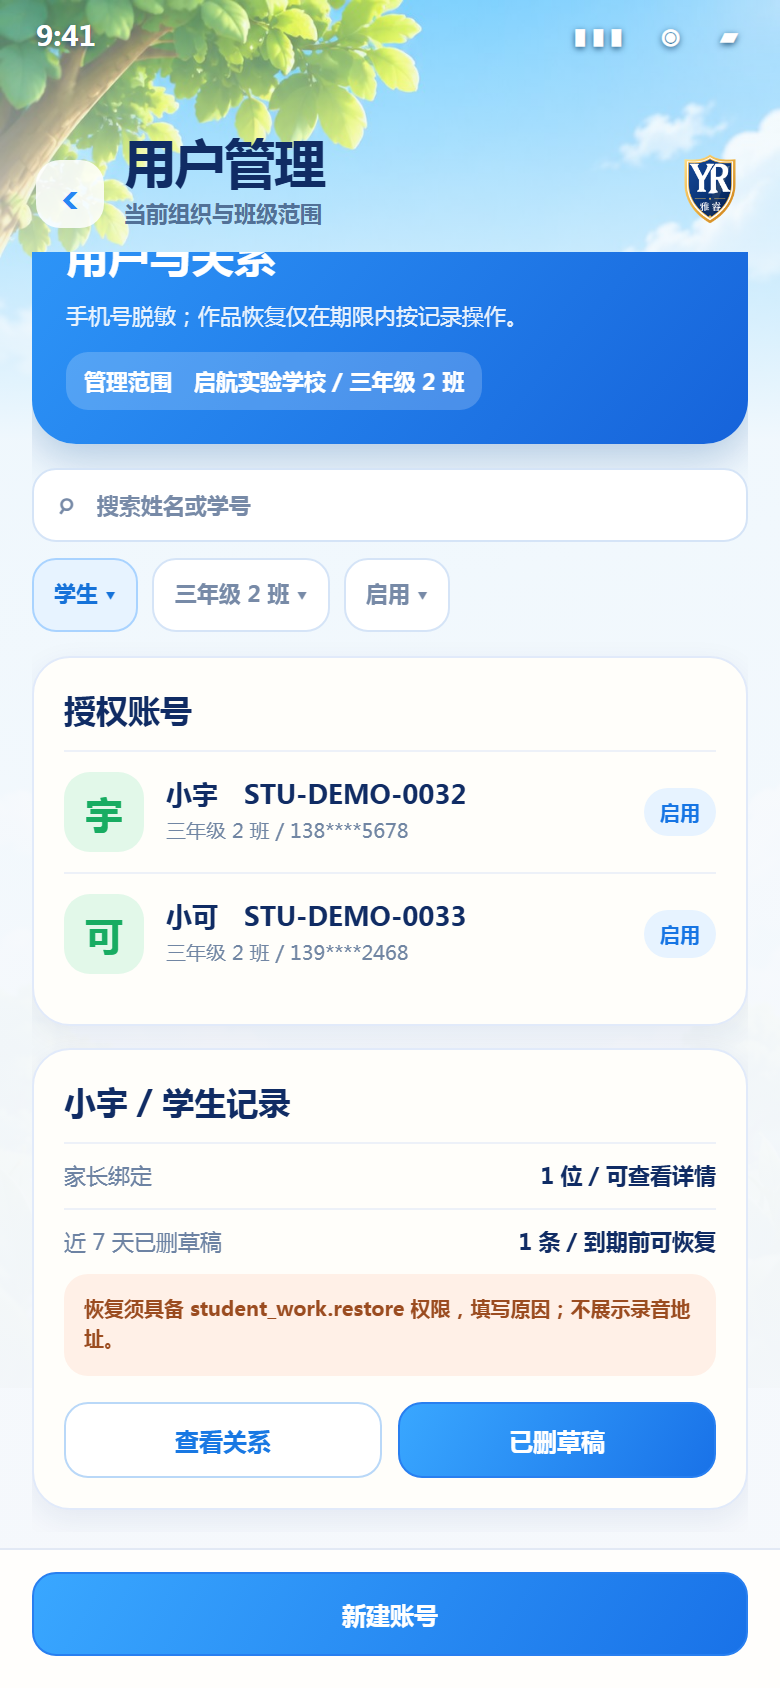 9:41
用户管理
当前组织与班级范围
YR
雅睿
用户与关系
手机号脱敏；作品恢复仅在期限内按记录操作。
管理范围 启航实验学校 / 三年级 2 班
搜索姓名或学号
学生
三年级 2 班
启用
授权账号
宇
小宇 STU-DEMO-0032
三年级 2 班 / 138****5678
启用
可
小可 STU-DEMO-0033
三年级 2 班 / 139****2468
启用
小宇 / 学生记录
家长绑定
1 位 / 可查看详情
近 7 天已删草稿
1 条 / 到期前可恢复
恢复须具备 student_work.restore 权限，填写原因；不展示录音地
址。
查看关系
已删草稿
新建账号